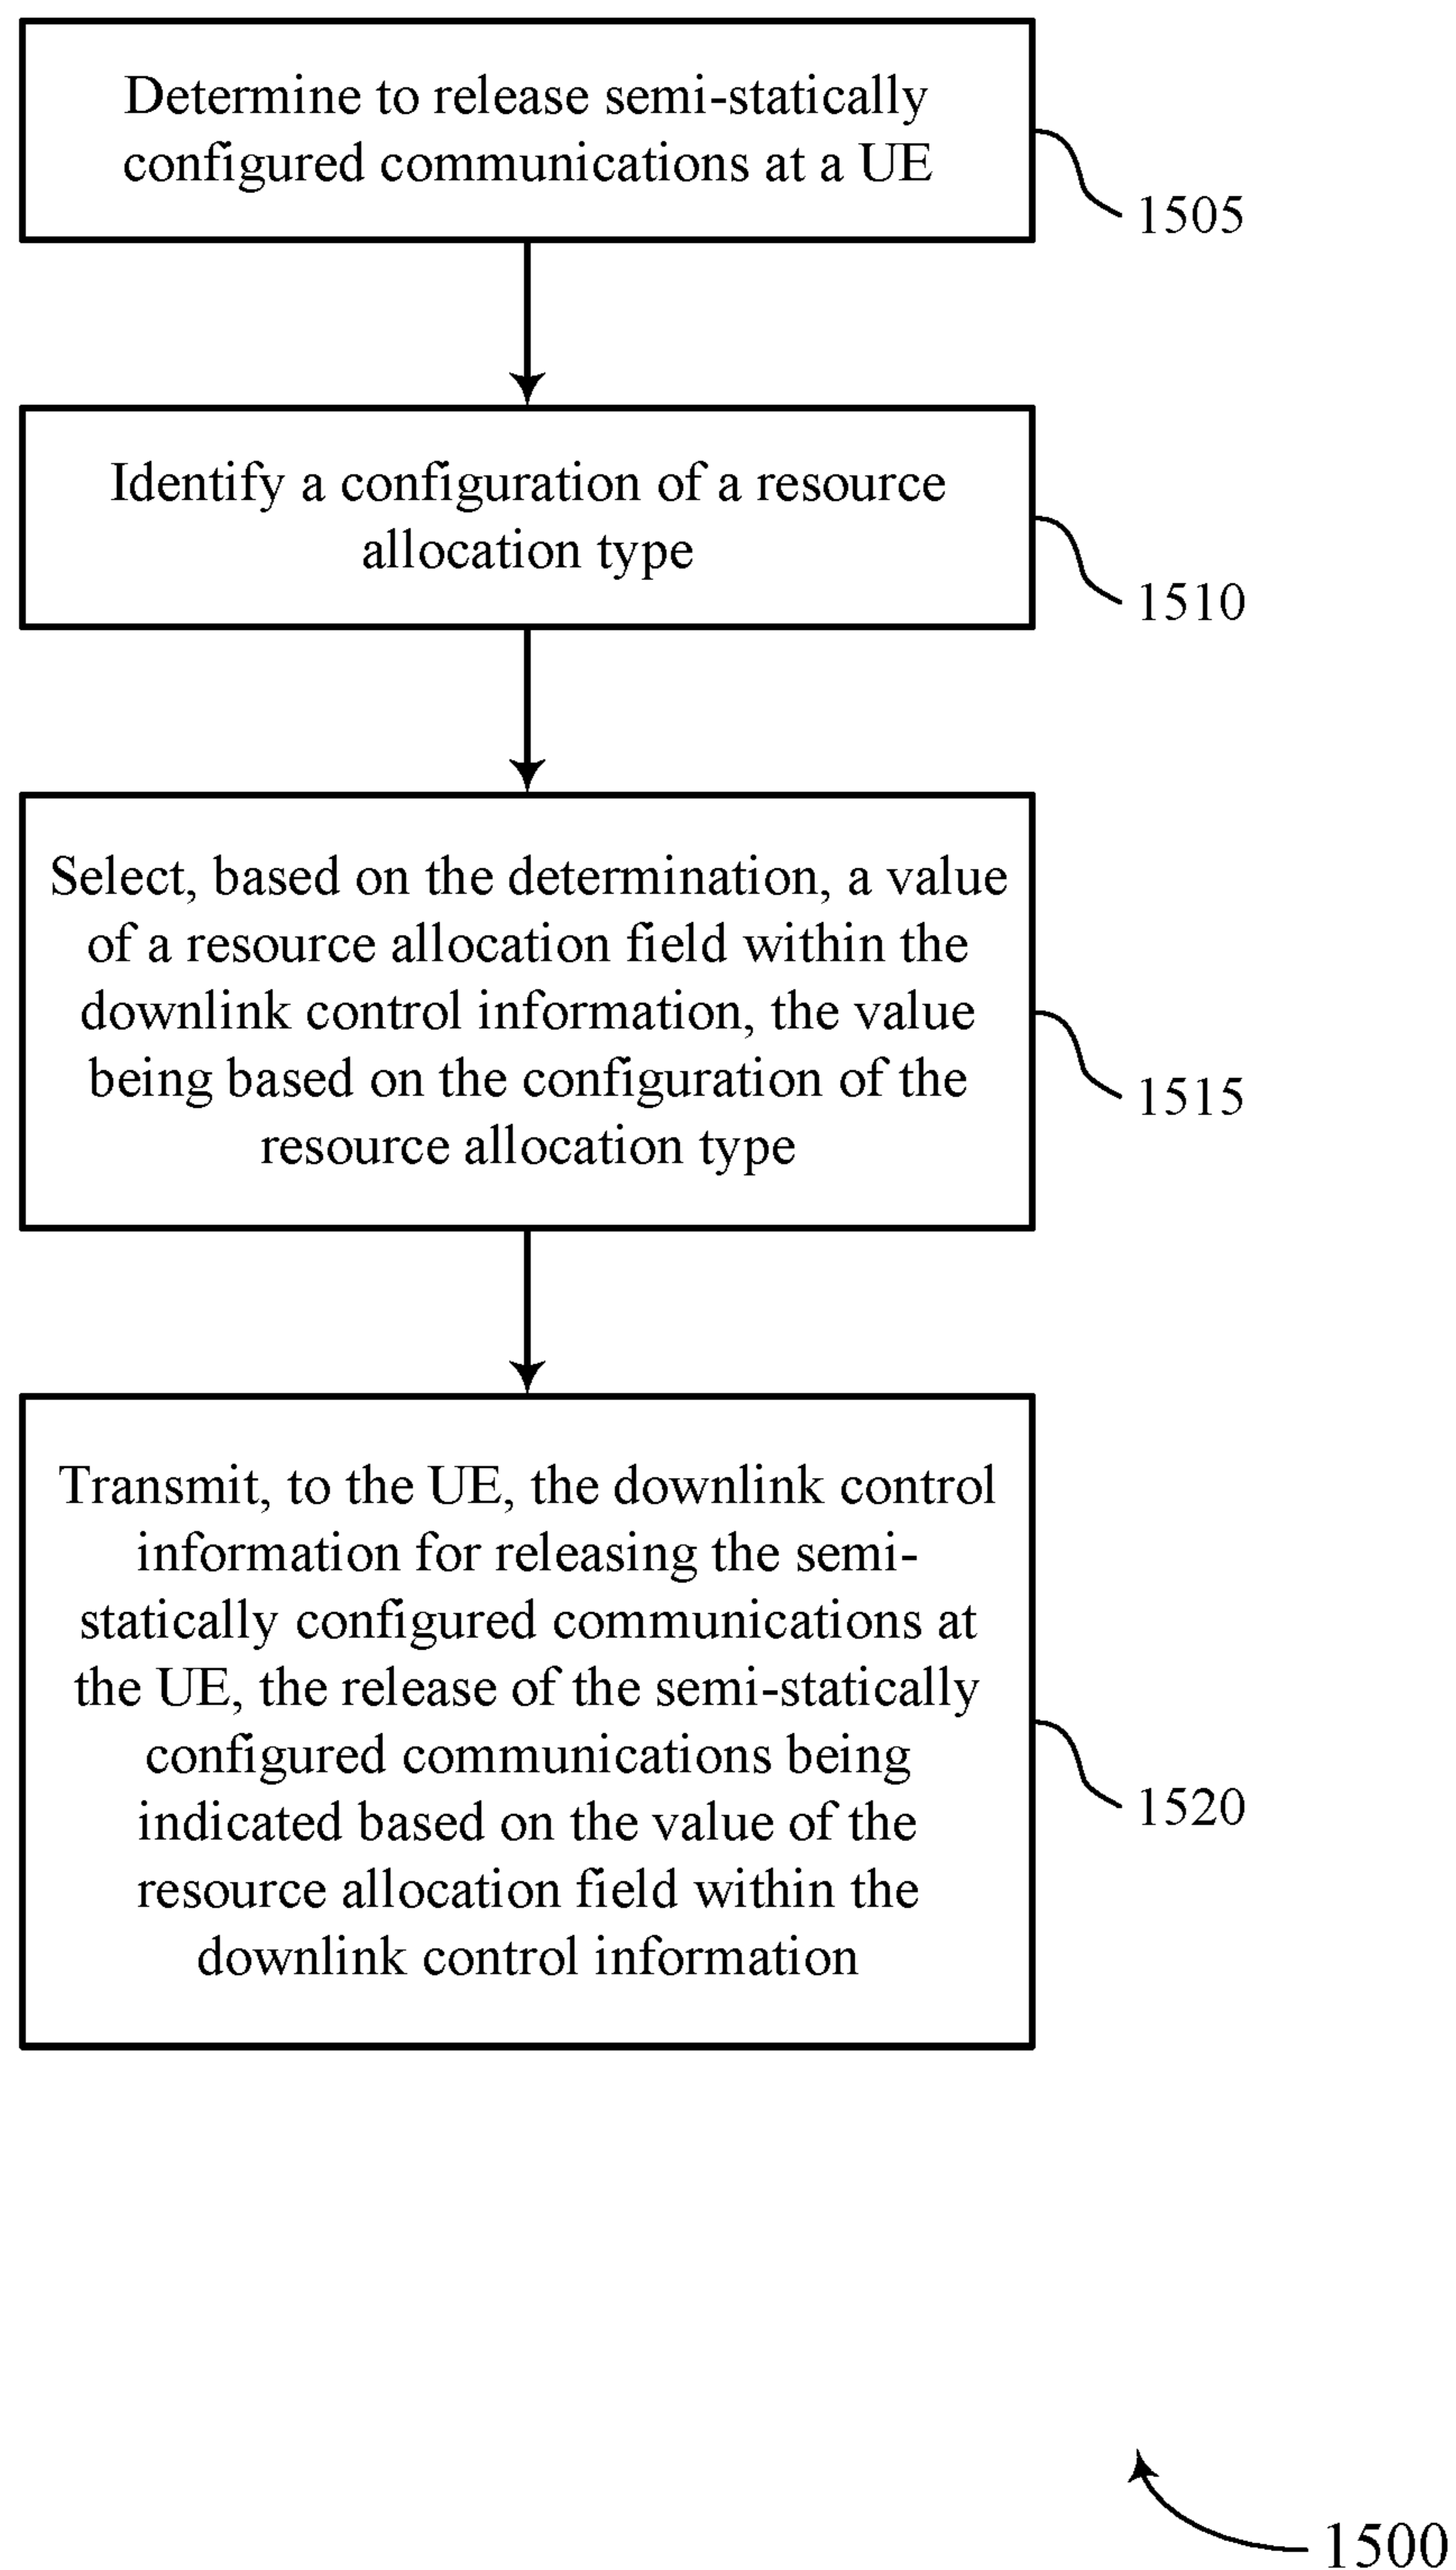 Determine to release semi-statically
configured communications at a UE
1505
Identify a configuration of a resource
allocation type
1510
Select, based on the determination, a value
of a resource allocation field within the
downlink control information, the value
being based on the configuration of the
resource allocation type
1515
Transmit, to the UE, the downlink control
information for releasing the semi-
statically configured communications at
the UE, the release of the semi-statically
configured communications being
indicated based on the value of the
resource allocation field within the
downlink control information
1520
1500